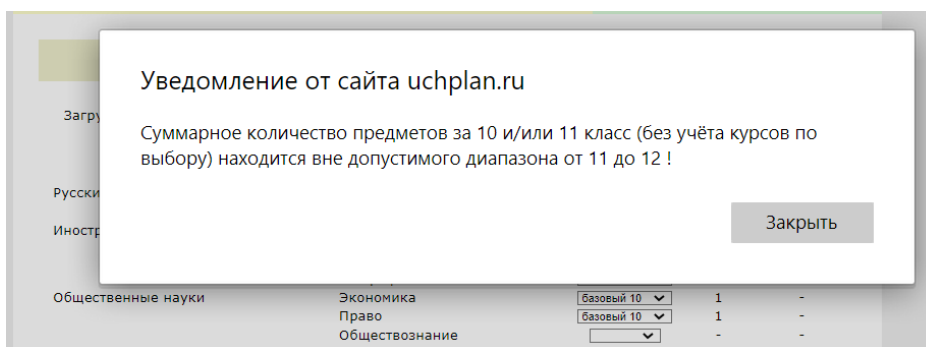 Уведомление от сайта uchplan.ru
Загру
Суммарное количество предметов за 10 и/или 11 класс (без учёта курсов по
выбору) находится вне допустимого диапазона от 11 до 12 !
Русски
Закрыть
Иностр
Общественные науки Экономика базовый 10 1 -
Право базовый 10 1 -
Обществознание - -